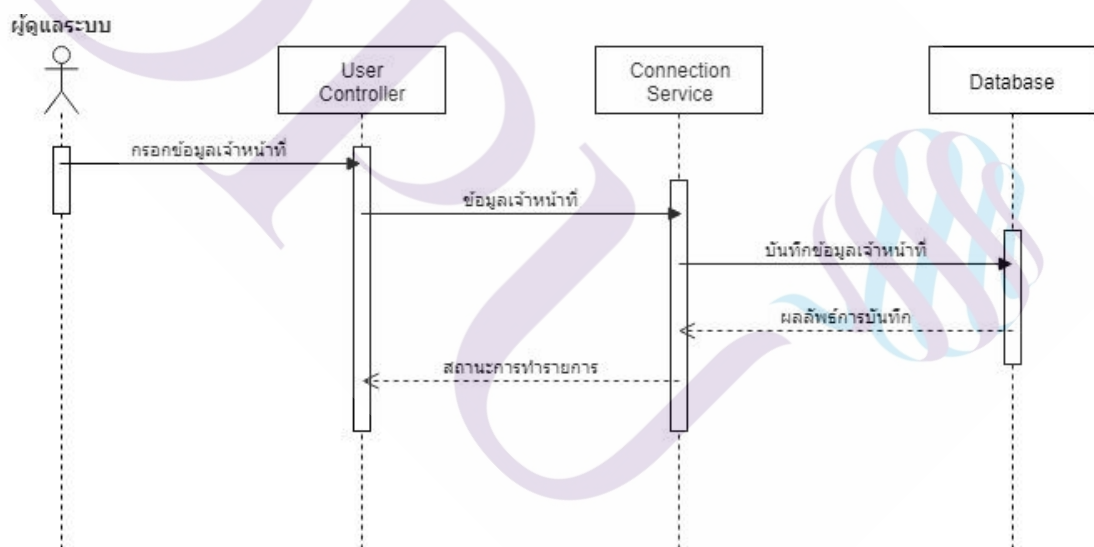 ผู้ดูแลระบบ
User
Controller
Connection
Service
Database
กรอกข้อมูลเจ้าหน้าที่
ข้อมูลเจ้าหน้าที่
บันทึกข้อมูลเจ้าหน้าที่
ผลลัพธ์การบันทึก
สถานะการทำรายการ
DPU